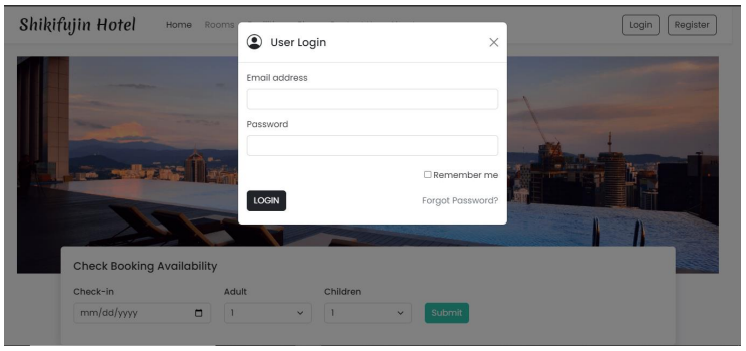 Shikifujin Hotel
Home Rooms
Login Register
User Login
Email address
Password
Remember me
LOGIN Forgot Password?
Check Booking Availability
Check-in Adult Children
mm/dd/yyyy 1 1 Submit